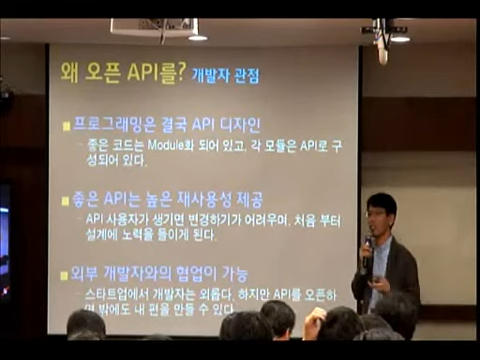 왜 오픈 API를? 개발자 관점
프로그래밍은 결국 API 디자인
- 좋은 코드는 Module화 되어 있고, 각 모듈은 API로 구
성되어 있다.
좋은 API는 높은 재사용성 제공
- API 사용자가 생기면 변경하기가 어려우며, 처음 부터
설계에 노력을 들이게 된다.
외부 개발자와의 협업이 가능
- 스타트업에서 개발자는 외롭다. 하지만 API를 오픈하
면 밖에도 내 편을 만들 수 있다.